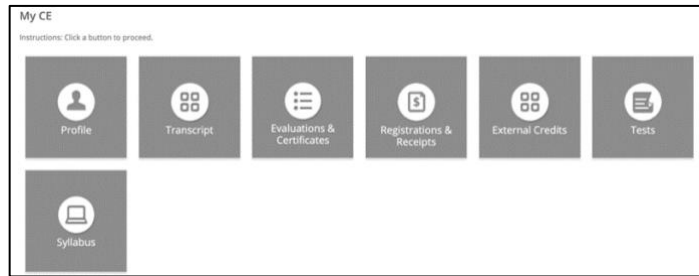 My CE
Instructions: Click a button to proceed.
Profile
Transcript
Evaluations &
Certificates
Registrations &
Receipts
External Credits
Tests
Syllabus